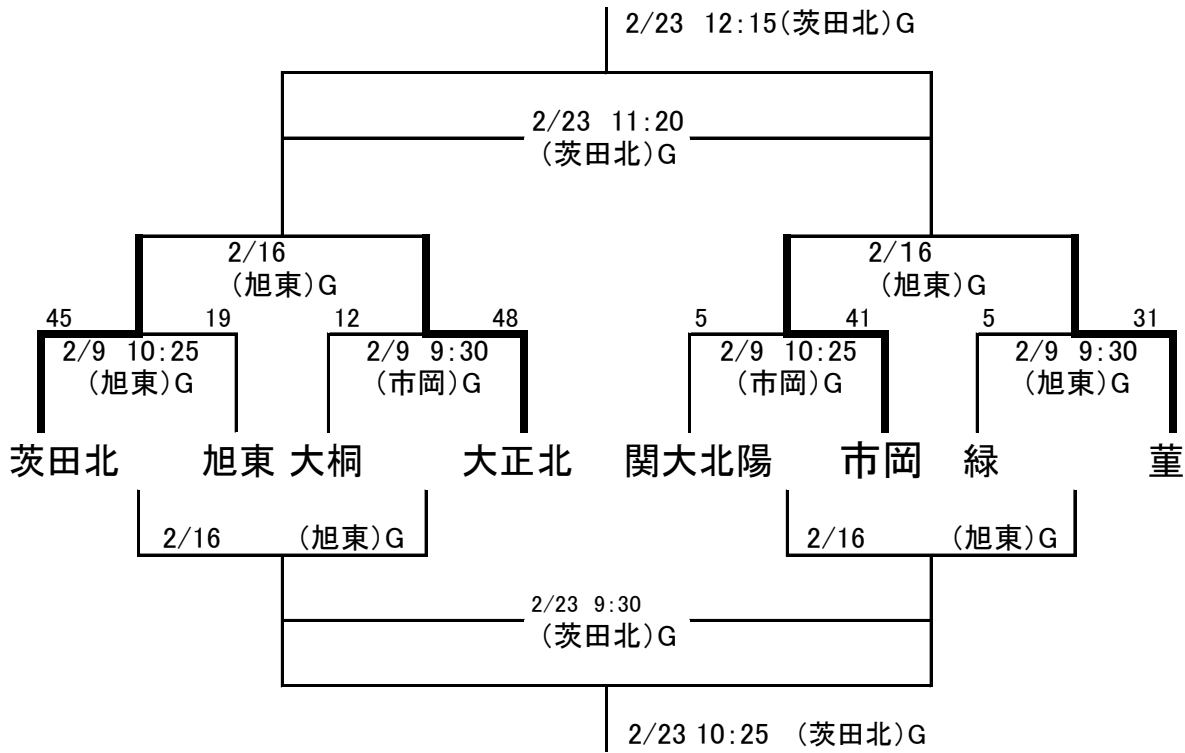 2/23 12:15(茨田北)G
2/23 11:20
(茨田北)G
2/16
(旭東)G
2/16
(旭東)G
45 19 12 48 5 41 5 31
2/9 10:25
(旭東)G
2/9 9:30
(市岡)G
2/9 10:25
(市岡)G
2/9 9:30
(旭東)G
茨田北 旭東 大桐 大正北 関大北陽 市岡 緑 菫
2/16 (旭東)G
2/16 (旭東)G
2/23 9:30
(茨田北)G
2/23 10:25 (茨田北)G